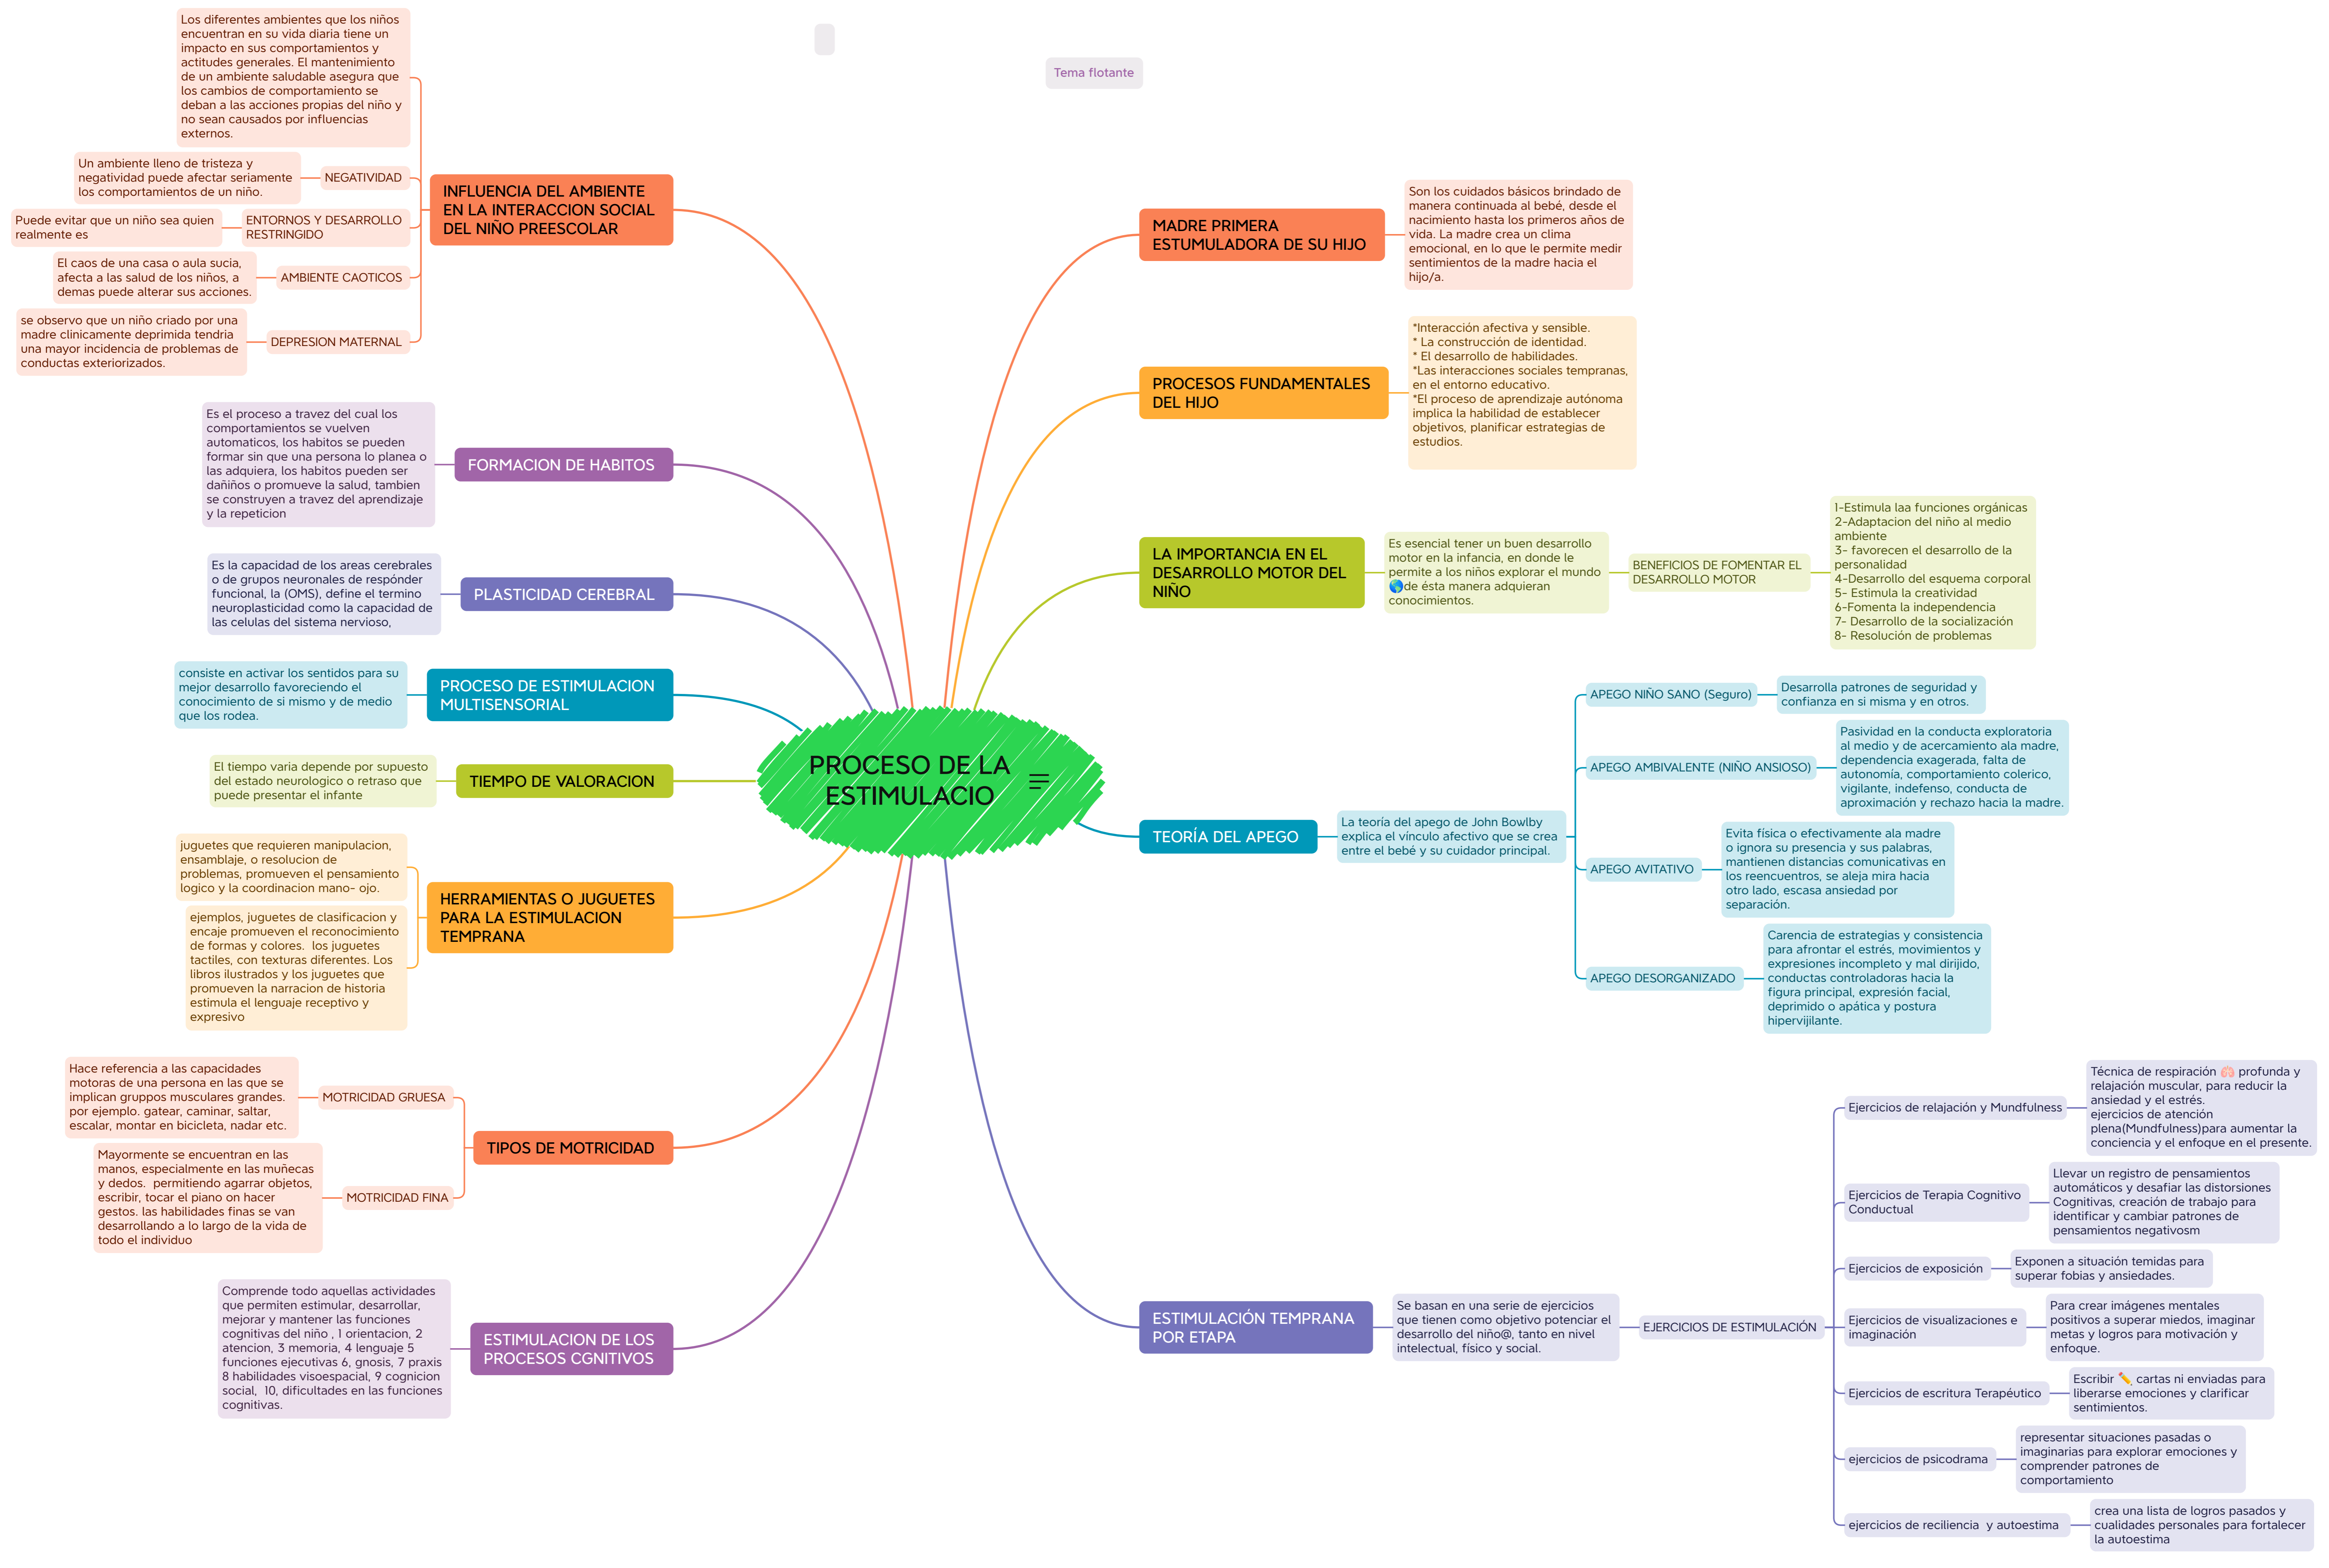 Los diferentes ambientes que los niños
encuentran en su vida diaria tiene un
impacto en sus comportamientos y
actitudes generales. El mantenimiento
de un ambiente saludable asegura que
los cambios de comportamiento se
deban a las acciones propias del niño y
no sean causados por influencias
externos.
Un ambiente lleno de tristeza y
negatividad puede afectar seriamente
los comportamientos de un niño.
NEGATIVIDAD
Puede evitar que un niño sea quien
realmente es
ENTORNOS Y DESARROLLO
RESTRINGIDO
El caos de una casa o aula sucia,
afecta a las salud de los niños, a
demas puede alterar sus acciones.
AMBIENTE CAOTICOS
se observo que un niño criado por una
madre clinicamente deprimida tendria
una mayor incidencia de problemas de
conductas exteriorizados.
DEPRESION MATERNAL
INFLUENCIA DEL AMBIENTE
EN LA INTERACCION SOCIAL
DEL NIÑO PREESCOLAR
Es el proceso a travez del cual los
comportamientos se vuelven
automaticos, los habitos se pueden
formar sin que una persona lo planea o
las adquiera, los habitos pueden ser
dañiños o promueve la salud, tambien
se construyen a travez del aprendizaje
y la repeticion
FORMACION DE HABITOS
Es la capacidad de los areas cerebrales
o de grupos neuronales de respónder
funcional, la (OMS), define el termino
neuroplasticidad como la capacidad de
las celulas del sistema nervioso,
PLASTICIDAD CEREBRAL
consiste en activar los sentidos para su
mejor desarrollo favoreciendo el
conocimiento de si mismo y de medio
que los rodea.
PROCESO DE ESTIMULACION
MULTISENSORIAL
El tiempo varia depende por supuesto
del estado neurologico o retraso que
puede presentar el infante
TIEMPO DE VALORACION
juguetes que requieren manipulacion,
ensamblaje, o resolucion de
problemas, promueven el pensamiento
logico y la coordinacion mano- ojo.
ejemplos, juguetes de clasificacion y
encaje promueven el reconocimiento
de formas y colores.  los juguetes
tactiles, con texturas diferentes. Los
libros ilustrados y los juguetes que
promueven la narracion de historia
estimula el lenguaje receptivo y
expresivo
HERRAMIENTAS O JUGUETES
PARA LA ESTIMULACION
TEMPRANA
Hace referencia a las capacidades
motoras de una persona en las que se
implican gruppos musculares grandes.
por ejemplo. gatear, caminar, saltar,
escalar, montar en bicicleta, nadar etc.
MOTRICIDAD GRUESA
Mayormente se encuentran en las
manos, especialmente en las muñecas
y dedos.  permitiendo agarrar objetos,
escribir, tocar el piano on hacer
gestos. las habilidades finas se van
desarrollando a lo largo de la vida de
todo el individuo
MOTRICIDAD FINA
TIPOS DE MOTRICIDAD
Comprende todo aquellas actividades
que permiten estimular, desarrollar,
mejorar y mantener las funciones
cognitivas del niño , 1 orientacion, 2
atencion, 3 memoria, 4 lenguaje 5
funciones ejecutivas 6, gnosis, 7 praxis
8 habilidades visoespacial, 9 cognicion
social,  10, dificultades en las funciones
cognitivas.
ESTIMULACION DE LOS
PROCESOS CGNITIVOS
PROCESO DE LA
ESTIMULACIO
Tema flotante
MADRE PRIMERA
ESTUMULADORA DE SU HIJO
Son los cuidados básicos brindado de
manera continuada al bebé, desde el
nacimiento hasta los primeros años de
vida. La madre crea un clima
emocional, en lo que le permite medir
sentimientos de la madre hacia el
hijo/a.
PROCESOS FUNDAMENTALES
DEL HIJO
*Interacción afectiva y sensible.
* La construcción de identidad.
* El desarrollo de habilidades.
*Las interacciones sociales tempranas,
en el entorno educativo.
*El proceso de aprendizaje autónoma
implica la habilidad de establecer
objetivos, planificar estrategias de
estudios.
LA IMPORTANCIA EN EL
DESARROLLO MOTOR DEL
NIÑO
Es esencial tener un buen desarrollo
motor en la infancia, en donde le
permite a los niños explorar el mundo
🌎de ésta manera adquieran
conocimientos.
BENEFICIOS DE FOMENTAR EL
DESARROLLO MOTOR
1-Estimula laa funciones orgánicas
2-Adaptacion del niño al medio
ambiente
3- favorecen el desarrollo de la
personalidad
4-Desarrollo del esquema corporal
5- Estimula la creatividad
6-Fomenta la independencia
7- Desarrollo de la socialización
8- Resolución de problemas
TEORÍA DEL APEGO
La teoría del apego de John Bowlby
explica el vínculo afectivo que se crea
entre el bebé y su cuidador principal.
APEGO NIÑO SANO (Seguro)
Desarrolla patrones de seguridad y
confianza en si misma y en otros.
APEGO AMBIVALENTE (NIÑO ANSIOSO)
Pasividad en la conducta exploratoria
al medio y de acercamiento ala madre,
dependencia exagerada, falta de
autonomía, comportamiento colerico,
vigilante, indefenso, conducta de
aproximación y rechazo hacia la madre.
APEGO AVITATIVO
Evita física o efectivamente ala madre
o ignora su presencia y sus palabras,
mantienen distancias comunicativas en
los reencuentros, se aleja mira hacia
otro lado, escasa ansiedad por
separación.
APEGO DESORGANIZADO
Carencia de estrategias y consistencia
para afrontar el estrés, movimientos y
expresiones incompleto y mal dirijido,
conductas controladoras hacia la
figura principal, expresión facial,
deprimido o apática y postura
hipervijilante.
ESTIMULACIÓN TEMPRANA
POR ETAPA
Se basan en una serie de ejercicios
que tienen como objetivo potenciar el
desarrollo del niño@, tanto en nivel
intelectual, físico y social.
EJERCICIOS DE ESTIMULACIÓN
Ejercicios de relajación y Mundfulness
Técnica de respiración 🫁 profunda y
relajación muscular, para reducir la
ansiedad y el estrés.
ejercicios de atención
plena(Mundfulness)para aumentar la
conciencia y el enfoque en el presente.
Ejercicios de Terapia Cognitivo
Conductual
Llevar un registro de pensamientos
automáticos y desafiar las distorsiones
Cognitivas, creación de trabajo para
identificar y cambiar patrones de
pensamientos negativosm
Ejercicios de exposición
Exponen a situación temidas para
superar fobias y ansiedades.
Ejercicios de visualizaciones e
imaginación
Para crear imágenes mentales
positivos a superar miedos, imaginar
metas y logros para motivación y
enfoque.
Ejercicios de escritura Terapéutico
Escribir ✏️ cartas ni enviadas para
liberarse emociones y clarificar
sentimientos.
ejercicios de psicodrama
representar situaciones pasadas o
imaginarias para explorar emociones y
comprender patrones de
comportamiento
ejercicios de reciliencia  y autoestima
crea una lista de logros pasados y
cualidades personales para fortalecer
la autoestima